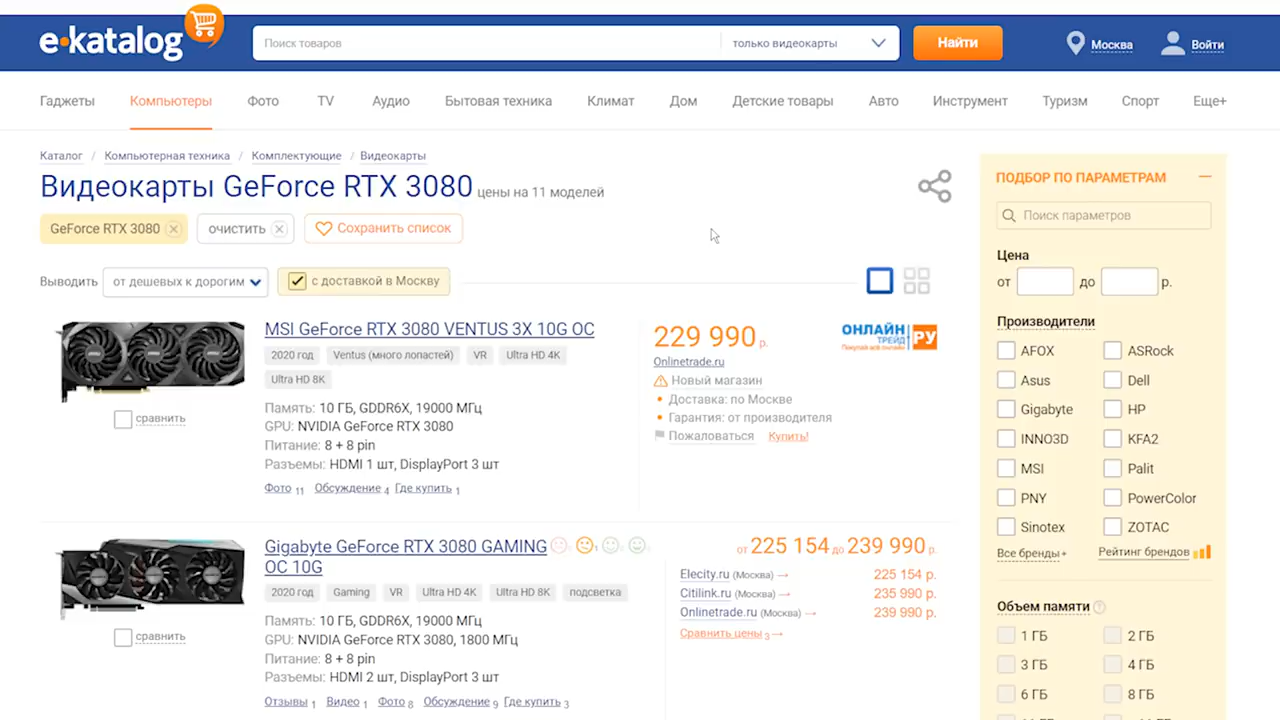 e·katalog
Поиск товаров
только видеокарты
Найти
Москва
Войти
Гаджеты
Компьютеры
Фото
TV
Аудио
Бытовая техника
Климат
Дом
Детские товары
Авто
Инструмент
Туризм
Спорт
Еще+
Каталог / Компьютерная техника / Комплектующие / Видеокарты
Видеокарты GeForce RTX 3080 цены на 11 моделей
GeForce RTX 3080
очистить
Сохранить список
Выводить
от дешевых к дорогим
с доставкой в Москву
MSI GeForce RTX 3080 VENTUS 3X 10G OC
2020 год
Ventus (много лопастей)
VR
Ultra HD 4K
Ultra HD 8K
Память: 10 ГБ, GDDR6X, 19000 МГц
GPU: NVIDIA GeForce RTX 3080
Питание: 8 + 8 pin
Разъемы: HDMI 1 шт, DisplayPort 3 шт
Фото 11 Обсуждение 4 Где купить 1
сравнить
229 990 р.
Onlinetrade.ru
Новый магазин
• Доставка: по Москве
• Гарантия: от производителя
Пожаловаться Купить!
ОНЛАЙН
ТРЕЙД
РУ
Gigabyte GeForce RTX 3080 GAMING
OC 10G
2020 год
Gaming
VR
Ultra HD 4K
Ultra HD 8K
подсветка
Память: 10 ГБ, GDDR6X, 19000 МГц
GPU: NVIDIA GeForce RTX 3080, 1800 МГц
Питание: 8 + 8 pin
Разъемы: HDMI 2 шт, DisplayPort 3 шт
Отзывы 1 Видео 1 Фото 8 Обсуждение 9 Где купить 3
сравнить
от 225 154 до 239 990 р.
Elecity.ru (Москва) → 225 154 р.
Citilink.ru (Москва) → 235 990 р.
Onlinetrade.ru (Москва) → 239 990 р.
Сравнить цены 3 →
ПОДБОР ПО ПАРАМЕТРАМ
Поиск параметров
Цена
от до р.
Производители
AFOX ASRock
Asus Dell
Gigabyte HP
INNO3D KFA2
MSI Palit
PNY PowerColor
Sinotex ZOTAC
Все бренды+ Рейтинг брендов
Объем памяти ?
1 ГБ 2 ГБ
3 ГБ 4 ГБ
6 ГБ 8 ГБ